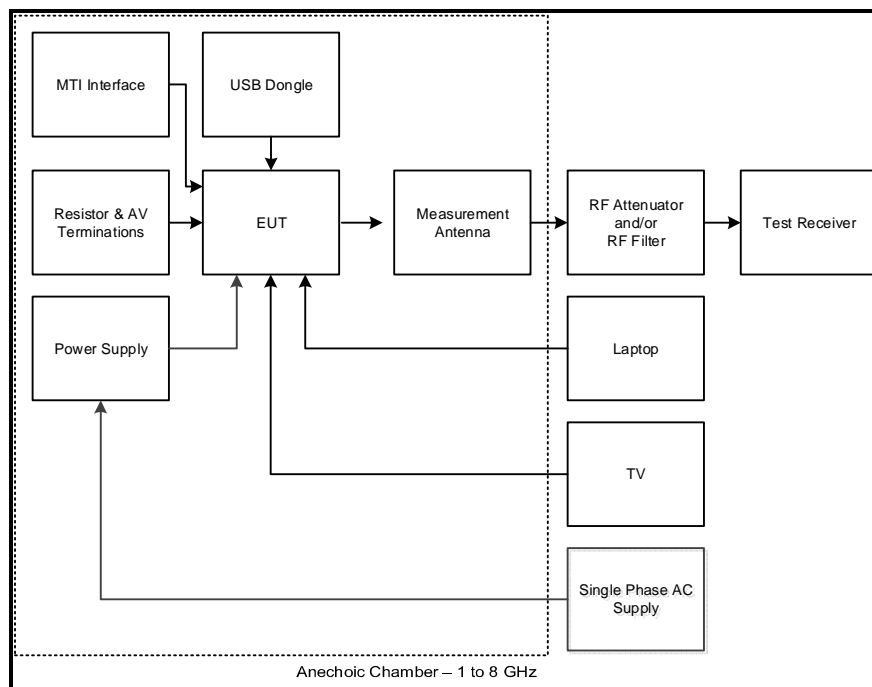 MTI Interface
USB Dongle
Resistor & AV
Terminations
EUT
Measurement
Antenna
RF Attenuator
and/or
RF Filter
Test Receiver
Power Supply
Laptop
TV
Single Phase AC
Supply
Anechoic Chamber – 1 to 8 GHz